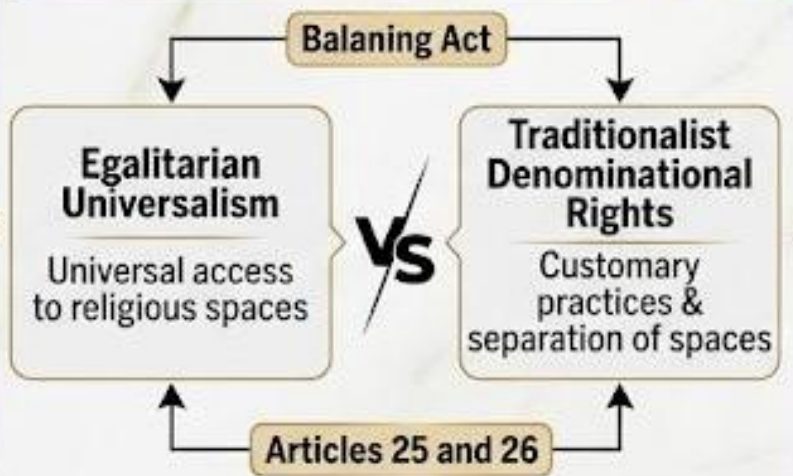 Balaning Act
Egalitarian
Universalism
Universal access
to religious spaces
VS
Traditionalist
Denominational
Rights
Customary
practices &
separation of spaces
Articles 25 and 26